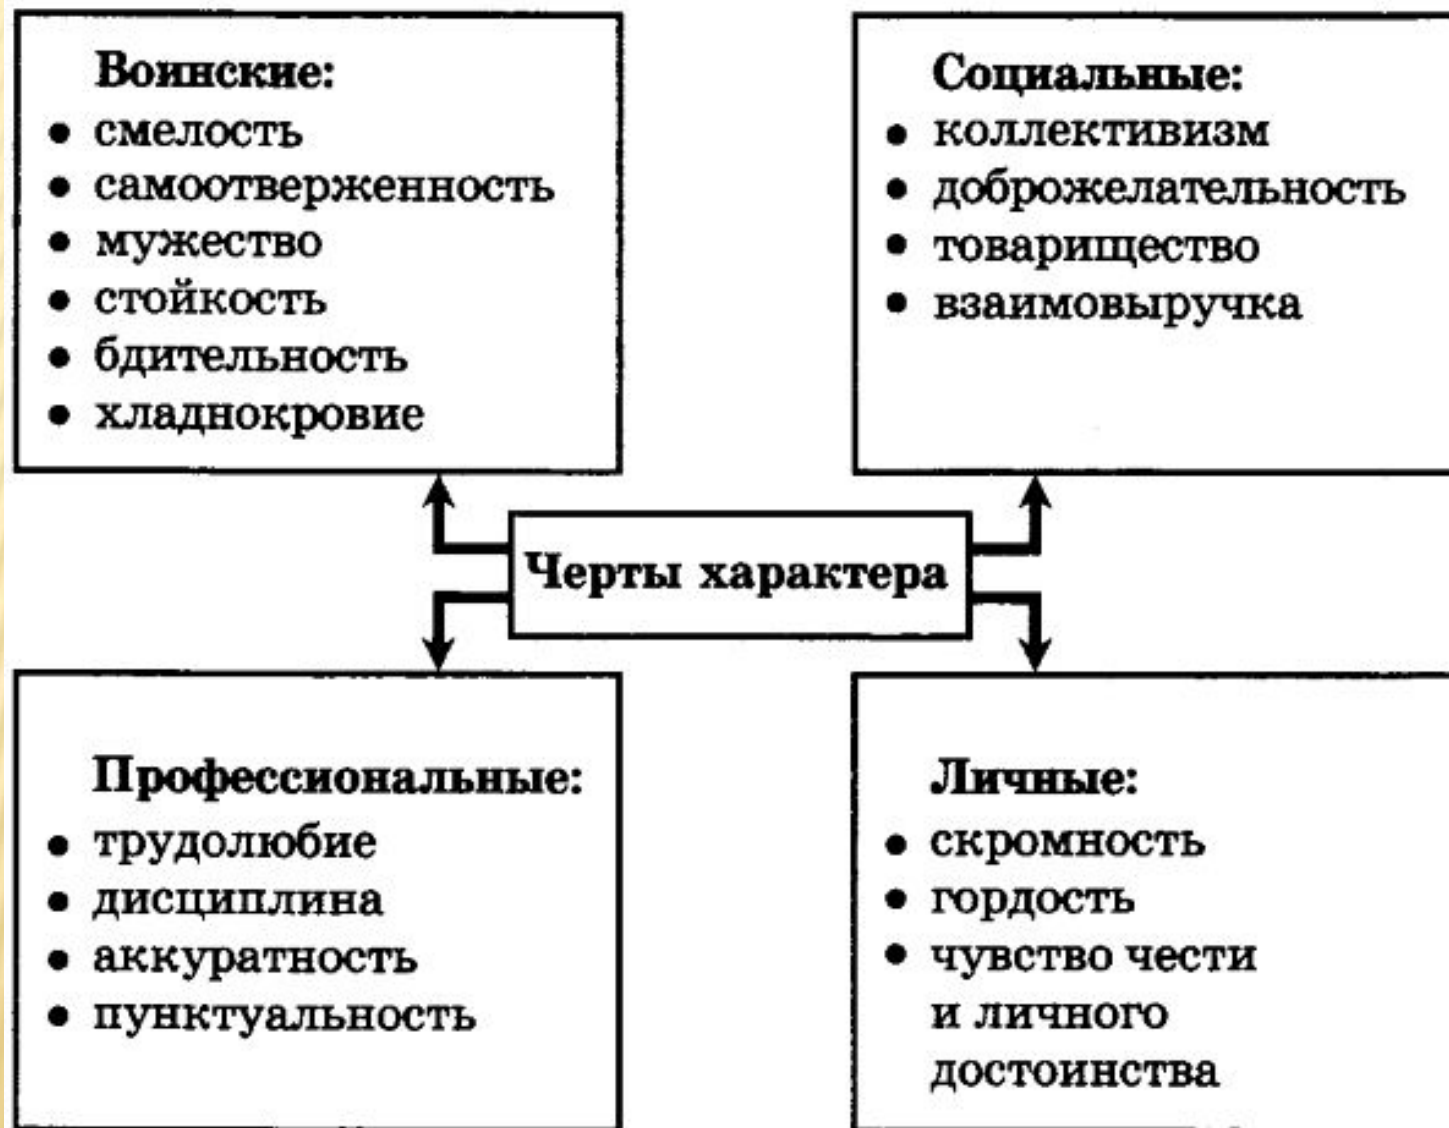 Воинские:
• смелость
• самоотверженность
• мужество
• стойкость
• бдительность
• хладнокровие
Социальные:
• коллективизм
• доброжелательность
• товарищество
• взаимовыручка
Черты характера
Профессиональные:
• трудолюбие
• дисциплина
• аккуратность
• пунктуальность
Личные:
• скромность
• гордость
• чувство чести
и личного
достоинства